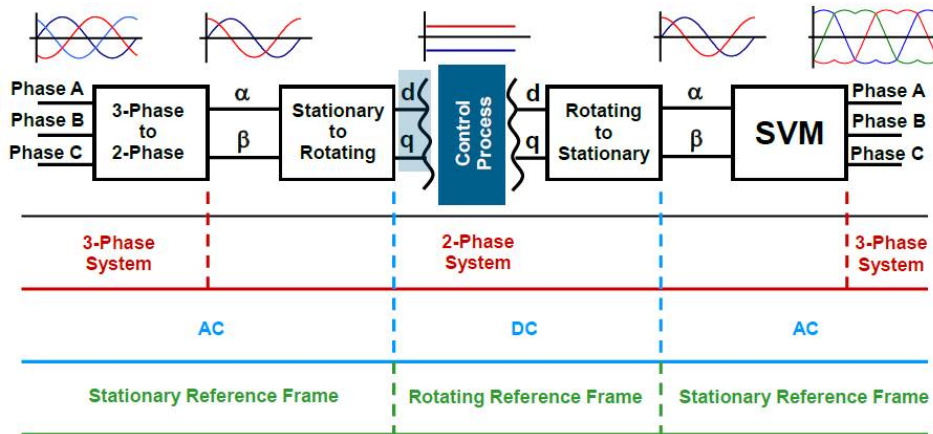 Phase A
Phase B
Phase C
3-Phase
to
2-Phase
α
β
Stationary
to
Rotating
d
q
Control
Process
d
q
Rotating
to
Stationary
α
β
SVM
Phase A
Phase B
Phase C
3-Phase
System
2-Phase
System
3-Phase
System
AC
DC
AC
Stationary Reference Frame
Rotating Reference Frame
Stationary Reference Frame